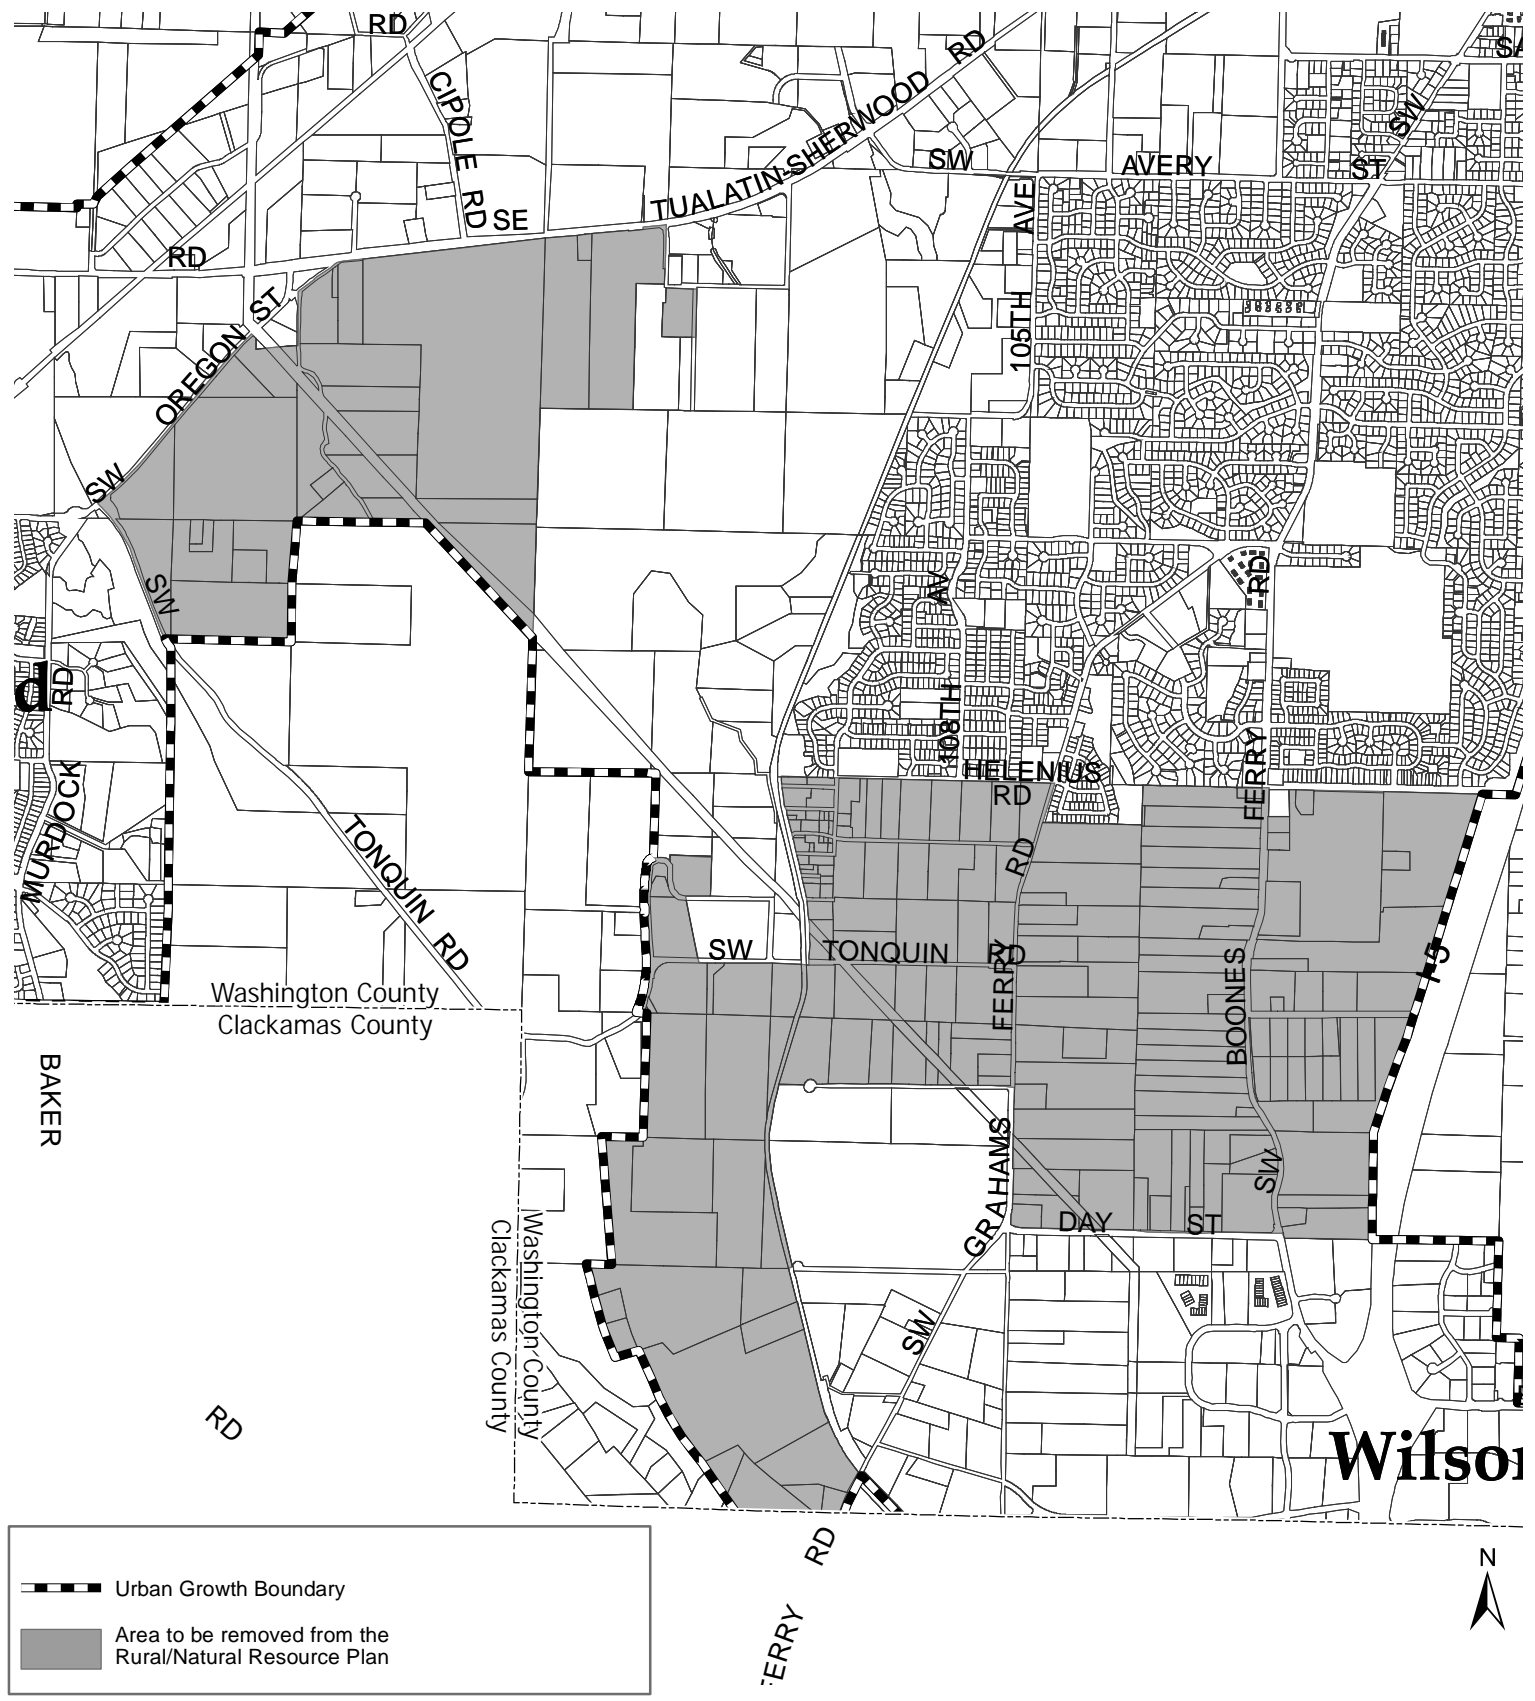 RD
SA
CIPOLE RD
SE
TUALATIN-SHERWOOD RD
SW AVERY ST
SW
AVE
105TH
RD
OREGON ST
SW
SW
RD
d
MURDOCK
TONQUIN RD
AV
108TH
HELENIUS
RD
RD
FERRY
RD
SW TONQUIN RD
FERRY
BOONES
I-5
SW
GRAHAMS
DAY ST
SW
Washington County
Clackamas County
BAKER
Washington County
Clackamas County
RD
Wilson
RD
FERRY
N
Urban Growth Boundary
Area to be removed from the
Rural/Natural Resource Plan